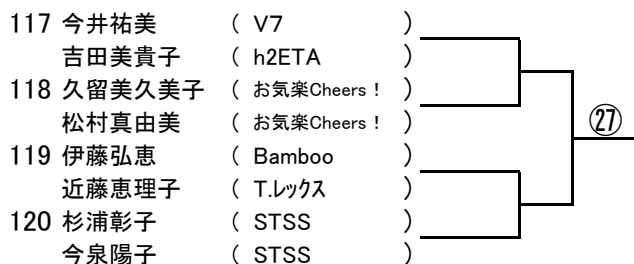 117 今井祐美 ( V7 )
吉田美貴子 ( h2ETA )
118 久留美久美子 ( お気楽Cheers！ )
松村真由美 ( お気楽Cheers！ )
㉗
119 伊藤弘恵 ( Bamboo )
近藤恵理子 ( T.ﾚｯｸｽ )
120 杉浦彰子 ( STSS )
今泉陽子 ( STSS )